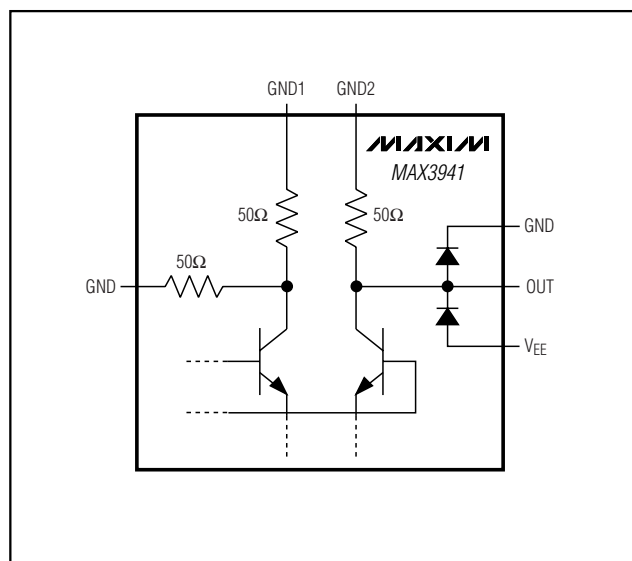 GND1
GND2
MAXIM
MAX3941
50Ω
50Ω
GND
50Ω
GND
OUT
VEE